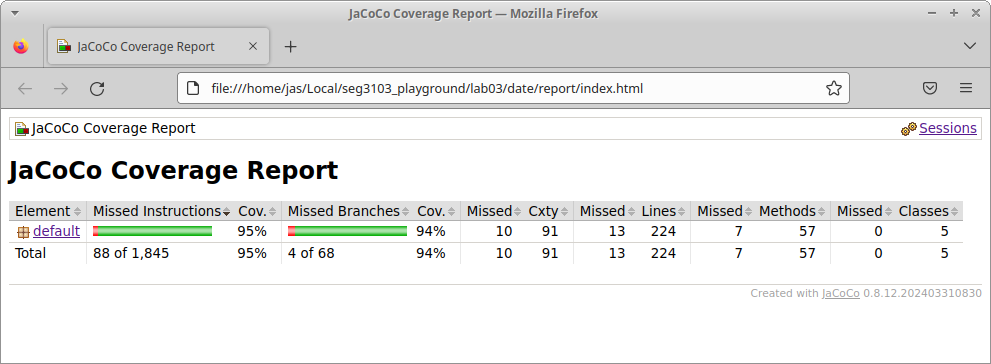 JaCoCo Coverage Report — Mozilla Firefox
JaCoCo Coverage Report
file:///home/jas/Local/seg3103_playground/lab03/date/report/index.html
JaCoCo Coverage Report Sessions
JaCoCo Coverage Report
Element Missed Instructions Cov. Missed Branches Cov. Missed Cxty Missed Lines Missed Methods Missed Classes
default 95% 94% 10 91 13 224 7 57 0 5
Total 88 of 1,845 95% 4 of 68 94% 10 91 13 224 7 57 0 5
Created with JaCoCo 0.8.12.202403310830